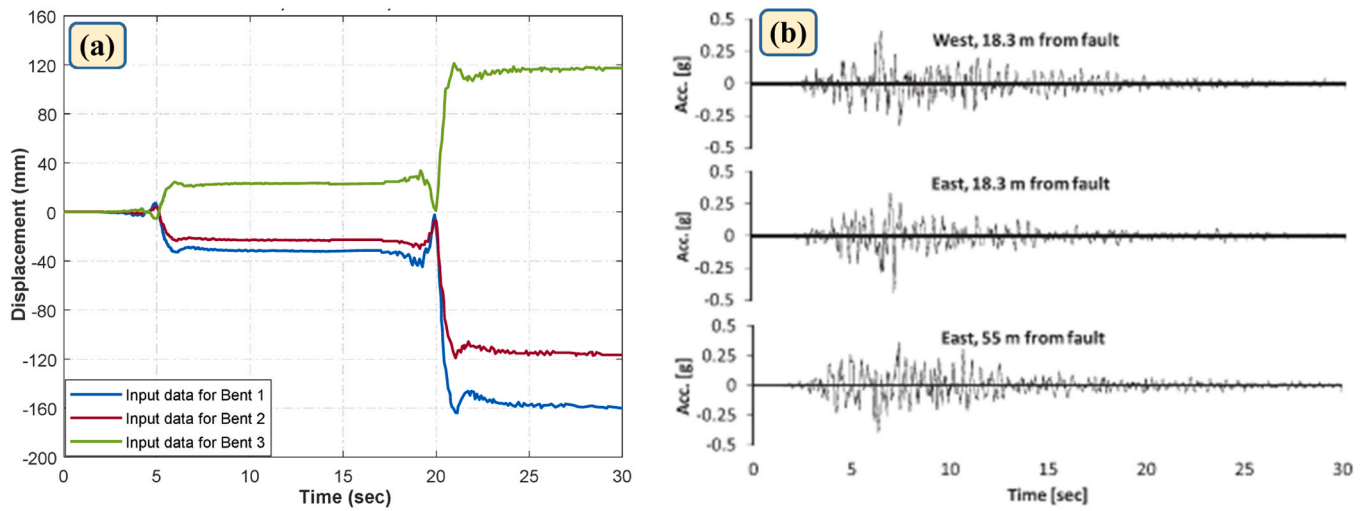 (a)
160
120
80
40
0
-40
-80
-120
-160
-200
Displacement (mm)
Input data for Bent 1
Input data for Bent 2
Input data for Bent 3
0 5 10 15 20 25 30
Time (sec)
(b)
West, 18.3 m from fault
Acc. [g]
0.5
0.25
0
-0.25
-0.5
East, 18.3 m from fault
Acc. [g]
0.5
0.25
0
-0.25
-0.5
East, 55 m from fault
Acc. [g]
0.5
0.25
0
-0.25
-0.5
0 5 10 15 20 25 30
Time [sec]